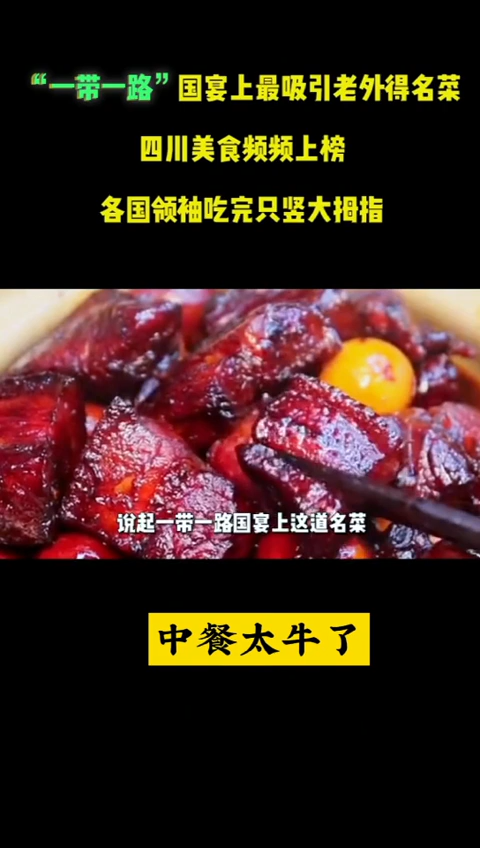 “一带一路”国宴上最吸引老外得名菜
四川美食频频上榜
各国领袖吃完只竖大拇指
说起一带一路国宴上这道名菜
中餐太牛了